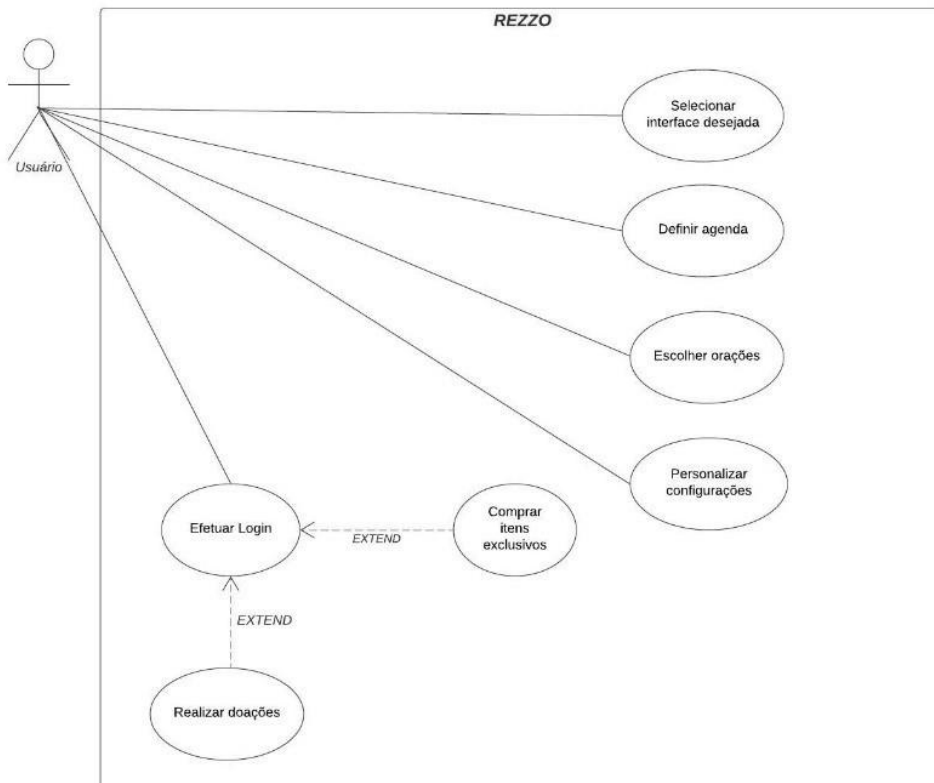 REZZO
Selecionar
interface desejada
Usuário
Definir agenda
Escolher orações
Personalizar
configurações
Efetuar Login
EXTEND
Comprar
itens
exclusivos
EXTEND
Realizar doações